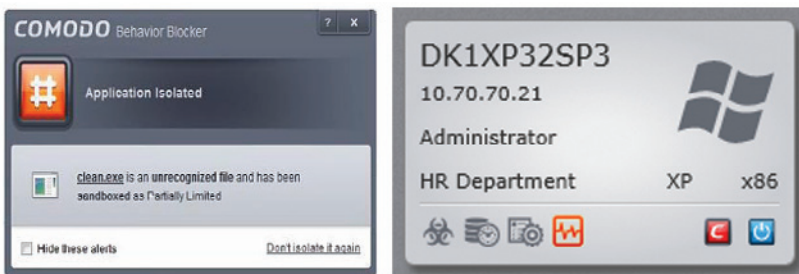 COMODO Behavior Blocker
? X
Application Isolated
clean.exe is an unrecognized file and has been
sandboxed as Partially Limited
Hide these alerts
Don't isolate it again
DK1XP32SP3
10.70.70.21
Administrator
HR Department XP x86
C